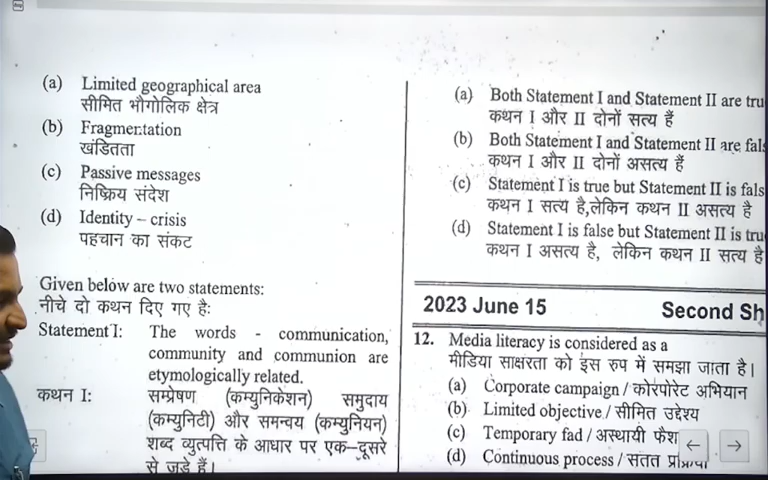 (a) Limited geographical area
सीमित भौगोलिक क्षेत्र
(b) Fragmentation
खंडितता
(c) Passive messages
निष्क्रिय संदेश
(d) Identity – crisis
पहचान का संकट
Given below are two statements:
नीचे दो कथन दिए गए है:
Statement I: The words - communication,
community and communion are
etymologically related.
कथन I: सम्प्रेषण (कम्युनिकेशन) समुदाय
(कम्युनिटी) और समन्वय (कम्युनियन)
शब्द व्युत्पत्ति के आधार पर एक–दूसरे
से जुड़े हैं।
(a) Both Statement I and Statement II are tru
कथन I और II दोनों सत्य हैं
(b) Both Statement I and Statement II are fals
कथन I और II दोनों असत्य हैं
(c) Statement I is true but Statement II is fals
कथन I सत्य है,लेकिन कथन II असत्य है
(d) Statement I is false but Statement II is tru
कथन I असत्य है, लेकिन कथन II सत्य है
2023 June 15 Second Sh
12. Media literacy is considered as a
मीडिया साक्षरता को इस रुप में समझा जाता है।
(a) Corporate campaign / कोरपोरेट अभियान
(b) Limited objective / सीमित उद्देश्य
(c) Temporary fad / अस्थायी फैश
(d) Continuous process / सतत